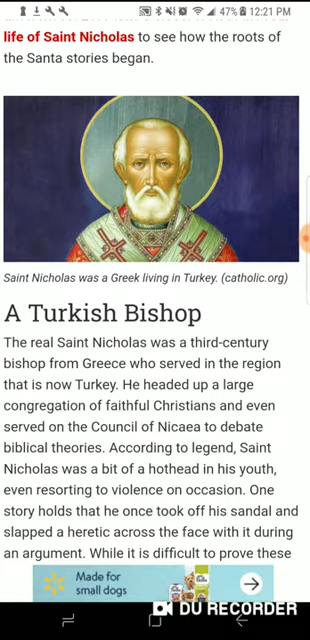 47% 12:21 PM
life of Saint Nicholas to see how the roots of
the Santa stories began.
Saint Nicholas was a Greek living in Turkey. (catholic.org)
A Turkish Bishop
The real Saint Nicholas was a third-century
bishop from Greece who served in the region
that is now Turkey. He headed up a large
congregation of faithful Christians and even
served on the Council of Nicaea to debate
biblical theories. According to legend, Saint
Nicholas was a bit of a hothead in his youth,
even resorting to violence on occasion. One
story holds that he once took off his sandal and
slapped a heretic across the face with it during
an argument. While it is difficult to prove these
Made for
small dogs
DU RECORDER